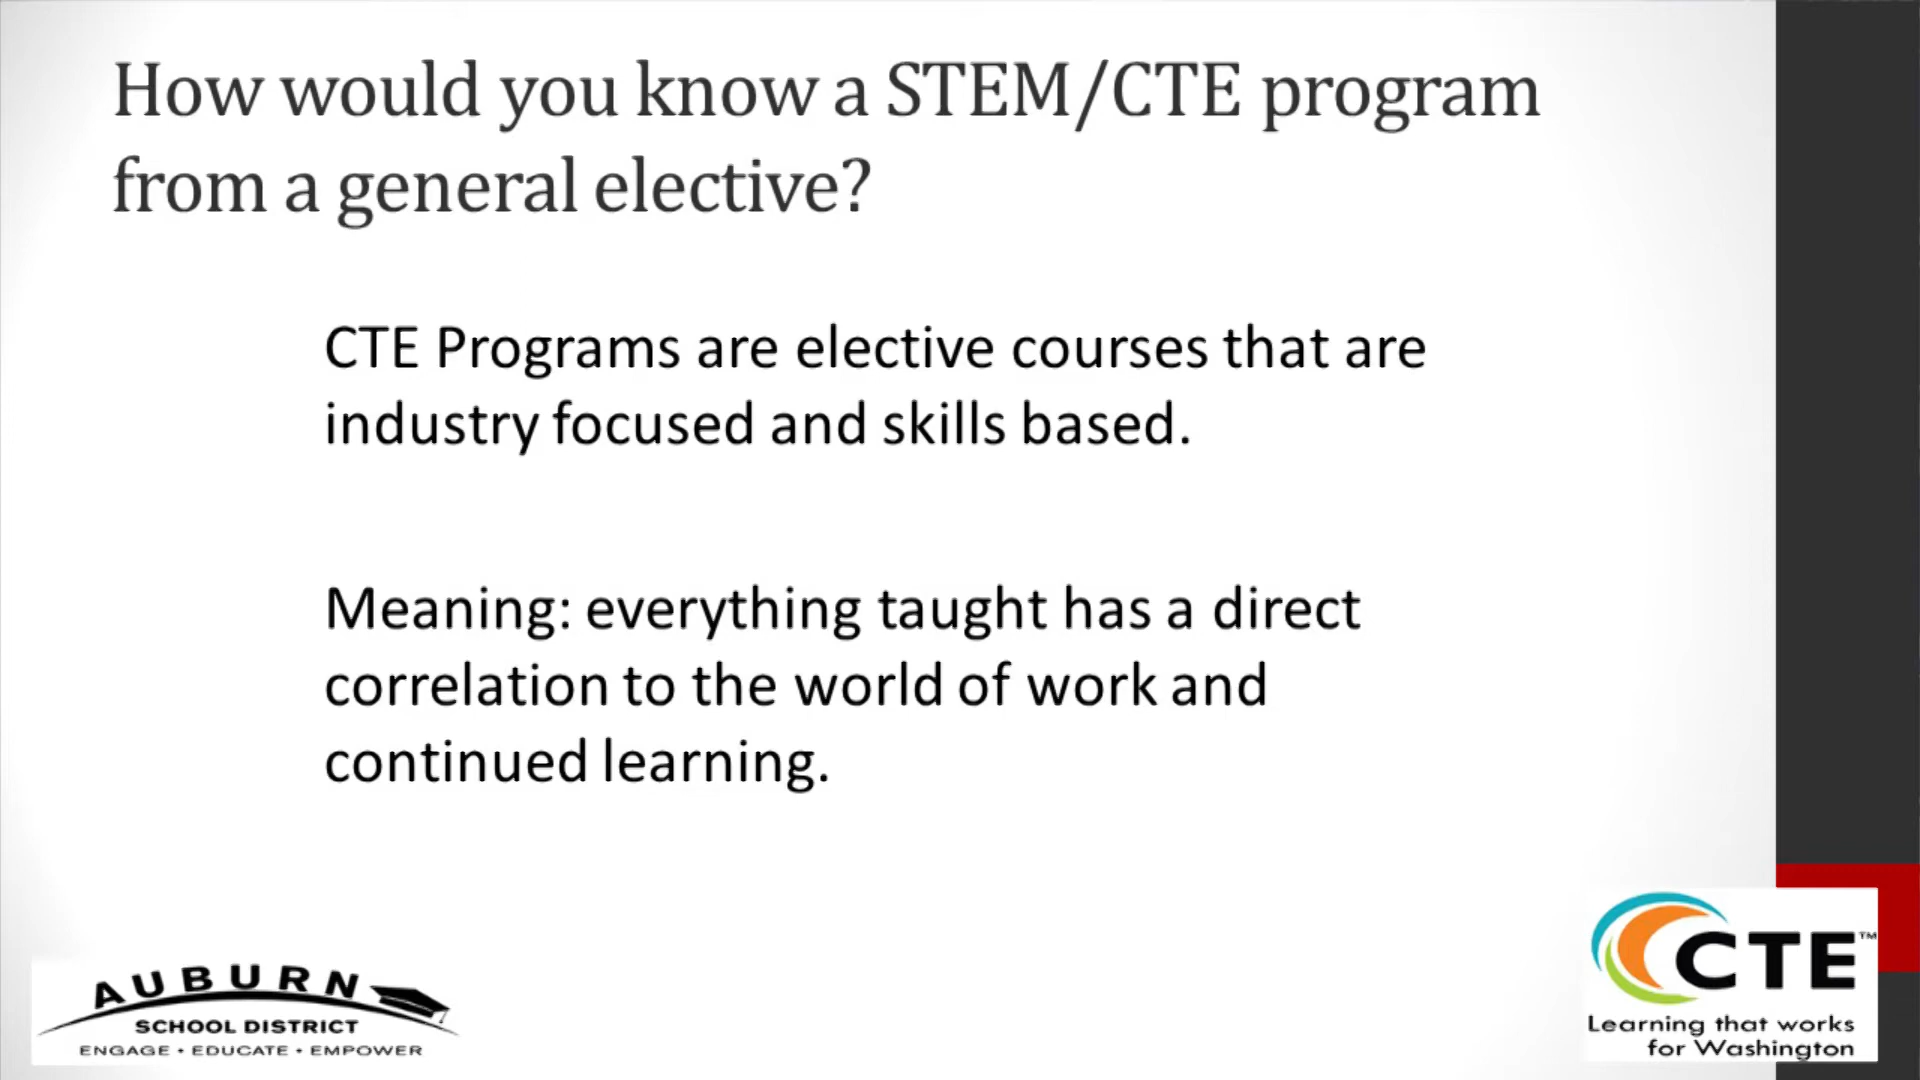 How would you know a STEM/CTE program
from a general elective?
CTE Programs are elective courses that are
industry focused and skills based.
Meaning: everything taught has a direct
correlation to the world of work and
continued learning.
AUBURN
SCHOOL DISTRICT
ENGAGE • EDUCATE • EMPOWER
CTE™
Learning that works
for Washington